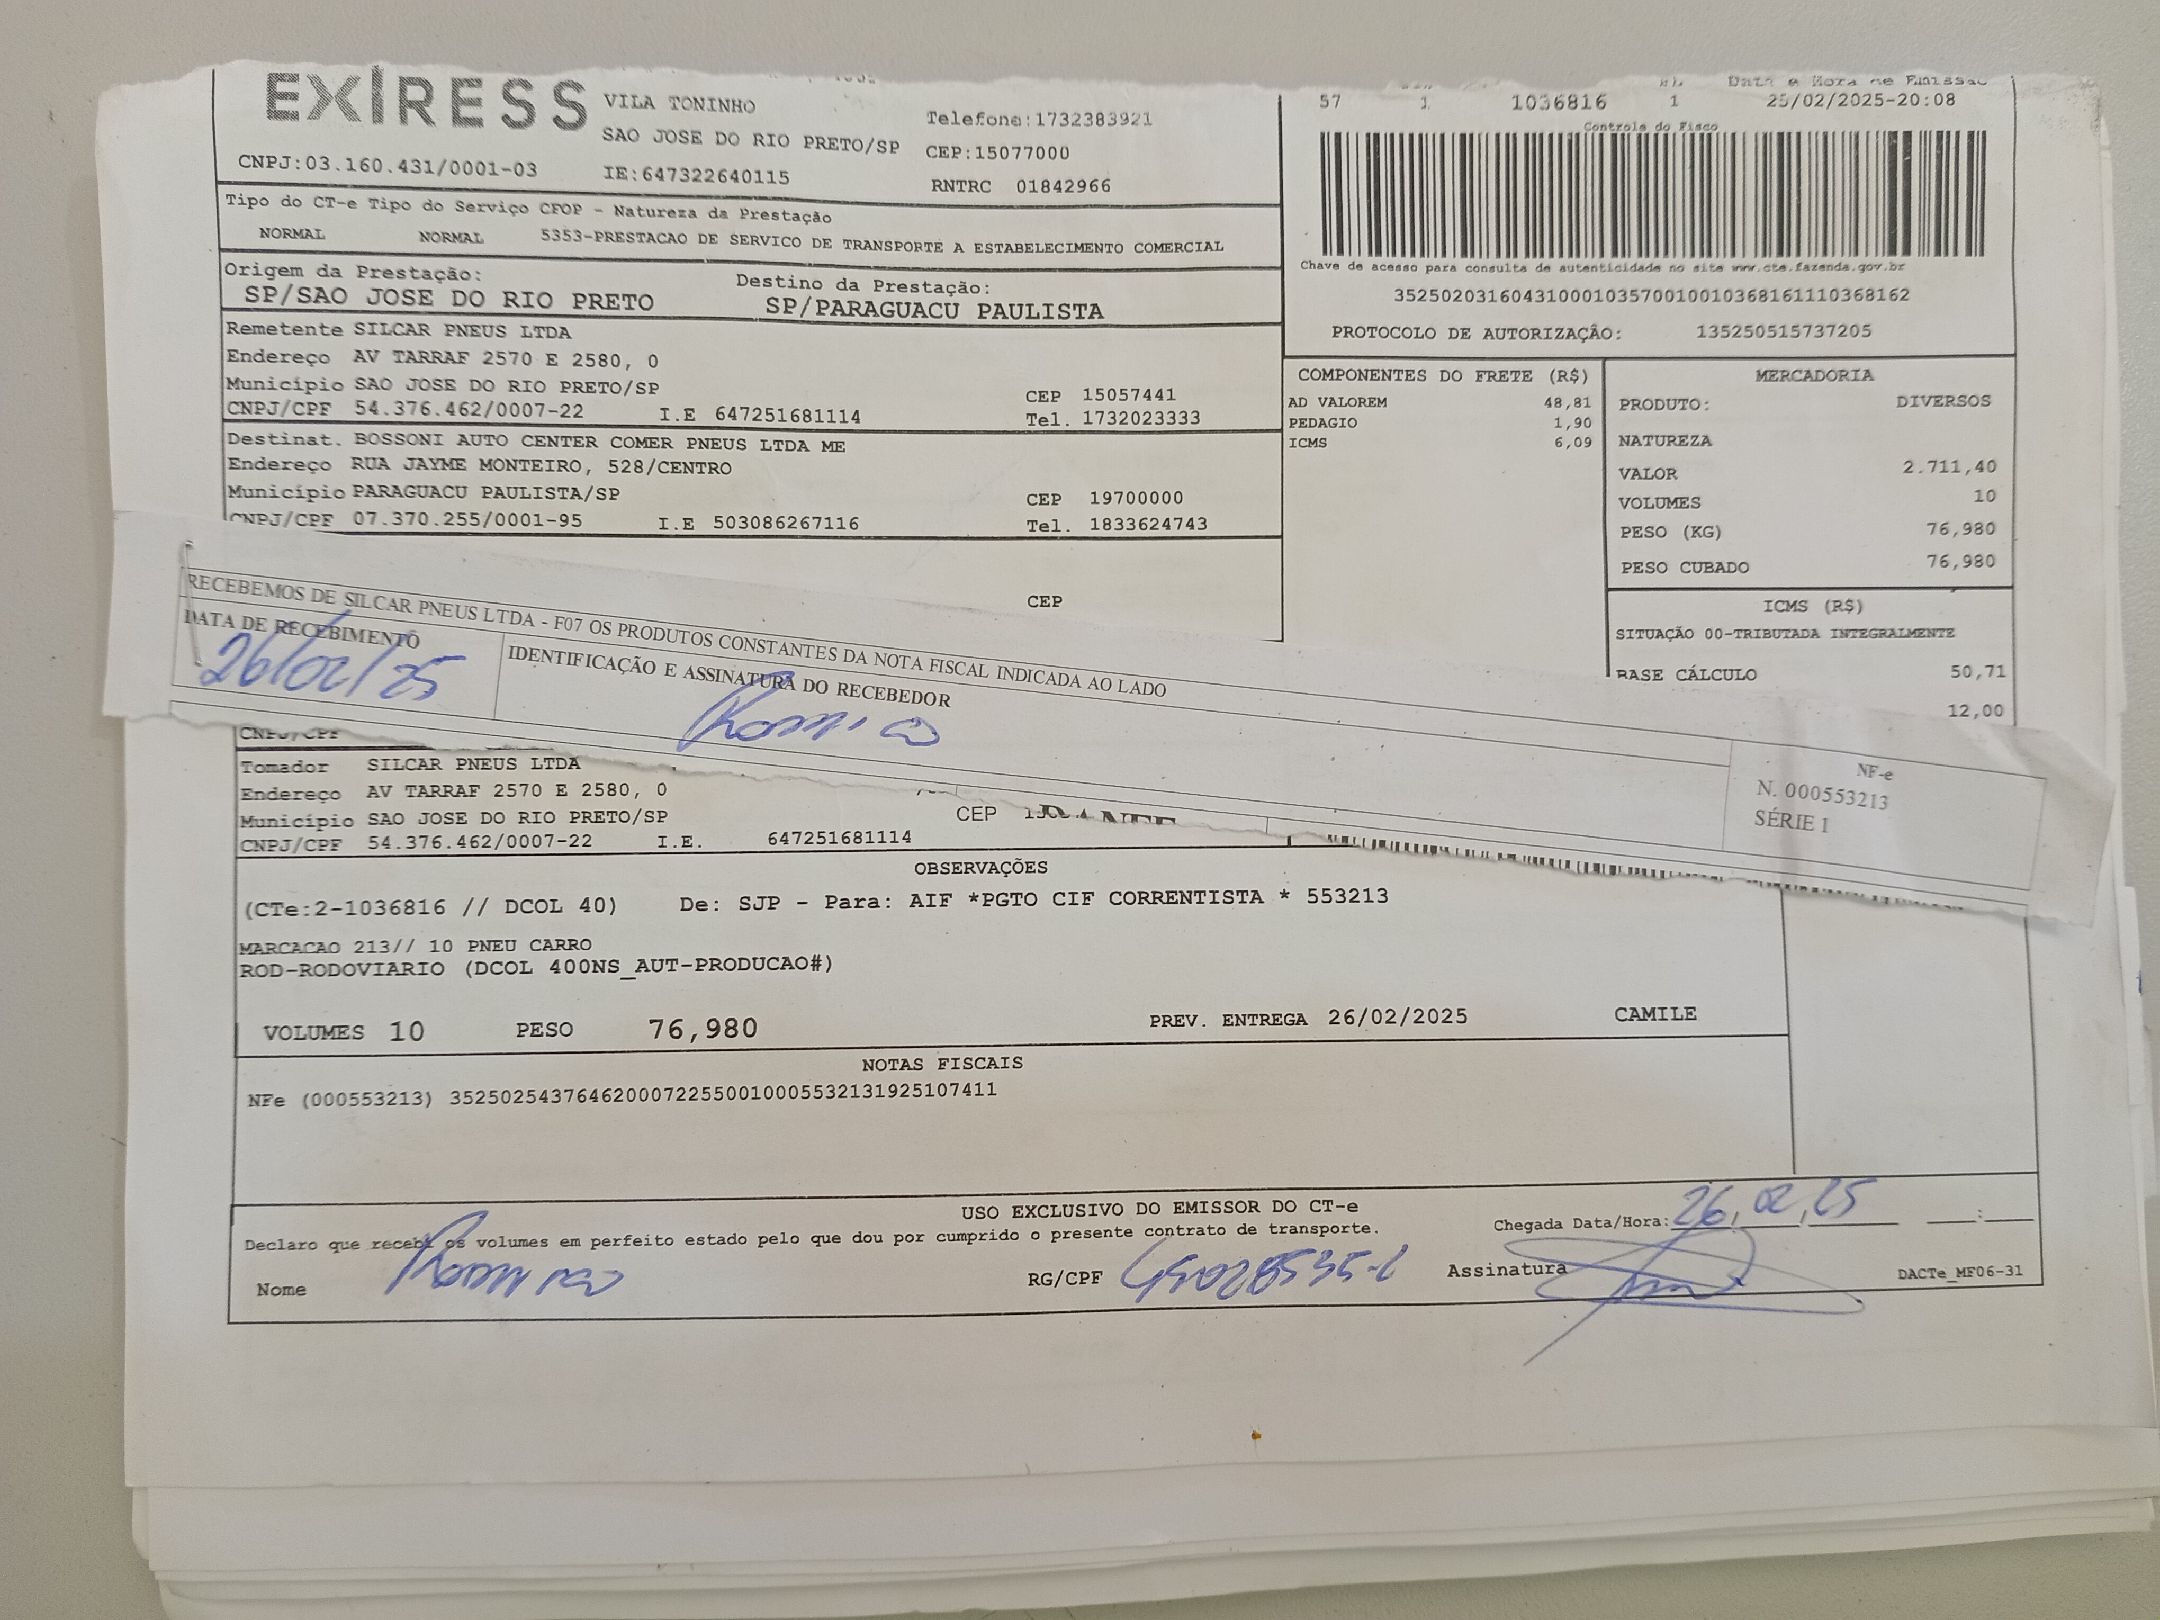 EXIRESS
VILA TONINHO
SAO JOSE DO RIO PRETO/SP
Telefone:1732383921
CEP:15077000
CNPJ:03.160.431/0001-03
IE:647322640115
RNTRC 01842966
Data e Hora de Emissao
57 1 1036816 1 25/02/2025-20:08
Controle do Fisco
Tipo do CT-e Tipo do Serviço CFOP - Natureza da Prestação
NORMAL NORMAL 5353-PRESTACAO DE SERVICO DE TRANSPORTE A ESTABELECIMENTO COMERCIAL
Chave de acesso para consulta de autenticidade no site www.cte.fazenda.gov.br
35250203160431000103570010010368161110368162
PROTOCOLO DE AUTORIZAÇÃO: 135250515737205
Origem da Prestação:
SP/SAO JOSE DO RIO PRETO
Destino da Prestação:
SP/PARAGUACU PAULISTA
Remetente SILCAR PNEUS LTDA
Endereço AV TARRAF 2570 E 2580, 0
Município SAO JOSE DO RIO PRETO/SP CEP 15057441
CNPJ/CPF 54.376.462/0007-22 I.E 647251681114 Tel. 1732023333
Destinat. BOSSONI AUTO CENTER COMER PNEUS LTDA ME
Endereço RUA JAYME MONTEIRO, 528/CENTRO
Município PARAGUACU PAULISTA/SP CEP 19700000
CNPJ/CPF 07.370.255/0001-95 I.E 503086267116 Tel. 1833624743
CEP
COMPONENTES DO FRETE (R$)
AD VALOREM 48,81
PEDAGIO 1,90
ICMS 6,09
MERCADORIA
PRODUTO: DIVERSOS
NATUREZA
VALOR 2.711,40
VOLUMES 10
PESO (KG) 76,980
PESO CUBADO 76,980
ICMS (R$)
SITUAÇÃO 00-TRIBUTADA INTEGRALMENTE
BASE CÁLCULO 50,71
12,00
RECEBEMOS DE SILCAR PNEUS LTDA - F07 OS PRODUTOS CONSTANTES DA NOTA FISCAL INDICADA AO LADO
DATA DE RECEBIMENTO
26/02/25
IDENTIFICAÇÃO E ASSINATURA DO RECEBEDOR
NF-e
N. 000553213
SÉRIE 1
CNPJ/CPF
Tomador SILCAR PNEUS LTDA
Endereço AV TARRAF 2570 E 2580, 0
Município SAO JOSE DO RIO PRETO/SP CEP
CNPJ/CPF 54.376.462/0007-22 I.E. 647251681114
OBSERVAÇÕES
(CTe:2-1036816 // DCOL 40) De: SJP - Para: AIF *PGTO CIF CORRENTISTA * 553213
MARCACAO 213// 10 PNEU CARRO
ROD-RODOVIARIO (DCOL 400NS_AUT-PRODUCAO#)
VOLUMES 10 PESO 76,980 PREV. ENTREGA 26/02/2025 CAMILE
NOTAS FISCAIS
NFe (000553213) 35250254376462000722550010005532131925107411
USO EXCLUSIVO DO EMISSOR DO CT-e
Declaro que recebi os volumes em perfeito estado pelo que dou por cumprido o presente contrato de transporte.
Chegada Data/Hora: 26,02,25 :
Nome
RG/CPF
Assinatura
DACTe_MF06-31